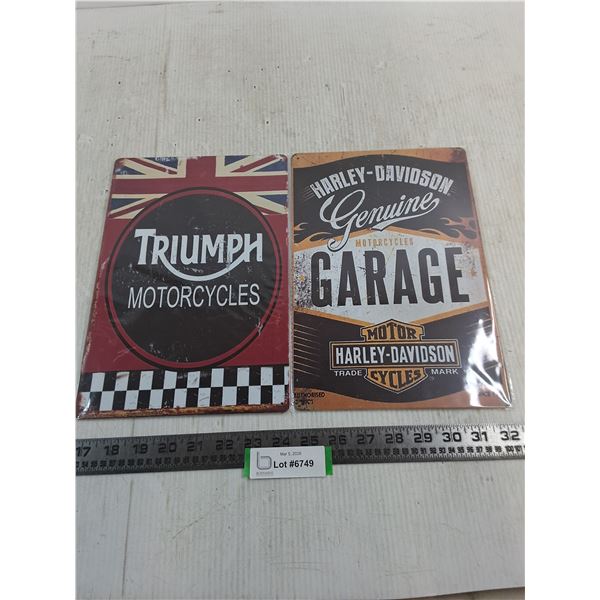 TRIUMPH
MOTORCYCLES
HARLEY-DAVIDSON
Genuine
MOTORCYCLES
GARAGE
MOTOR
HARLEY-DAVIDSON
TRADE MARK
CYCLES
AUTHORISED
17 18 19 20 21 22 23 24 25 26 27 28 29 30 31 32
Lot #6749